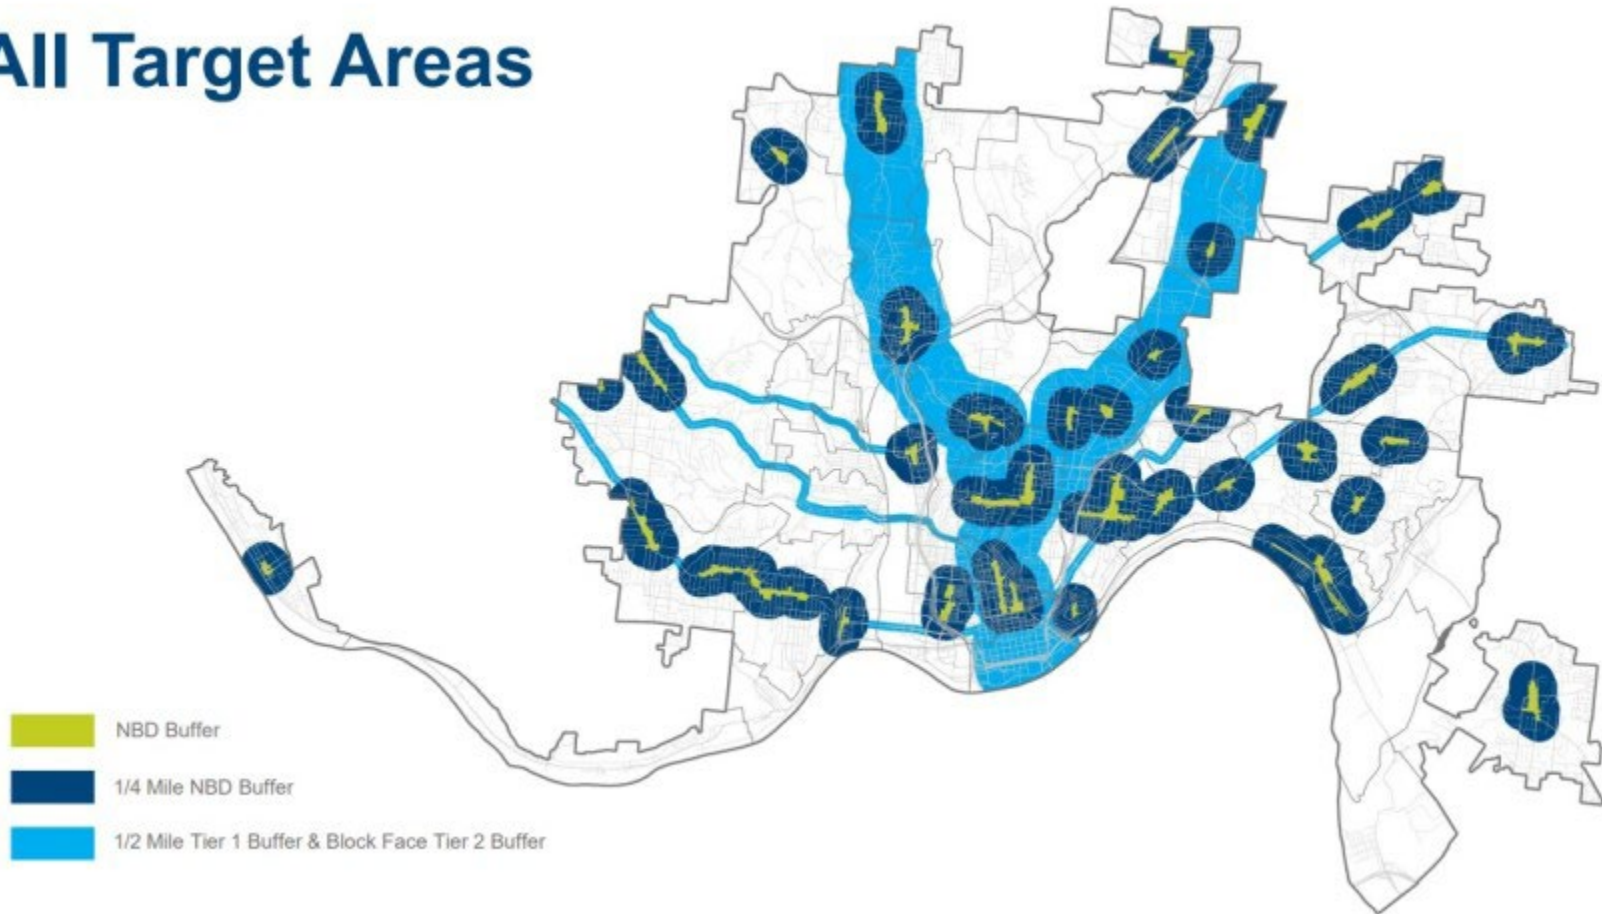 All Target Areas
NBD Buffer
1/4 Mile NBD Buffer
1/2 Mile Tier 1 Buffer & Block Face Tier 2 Buffer